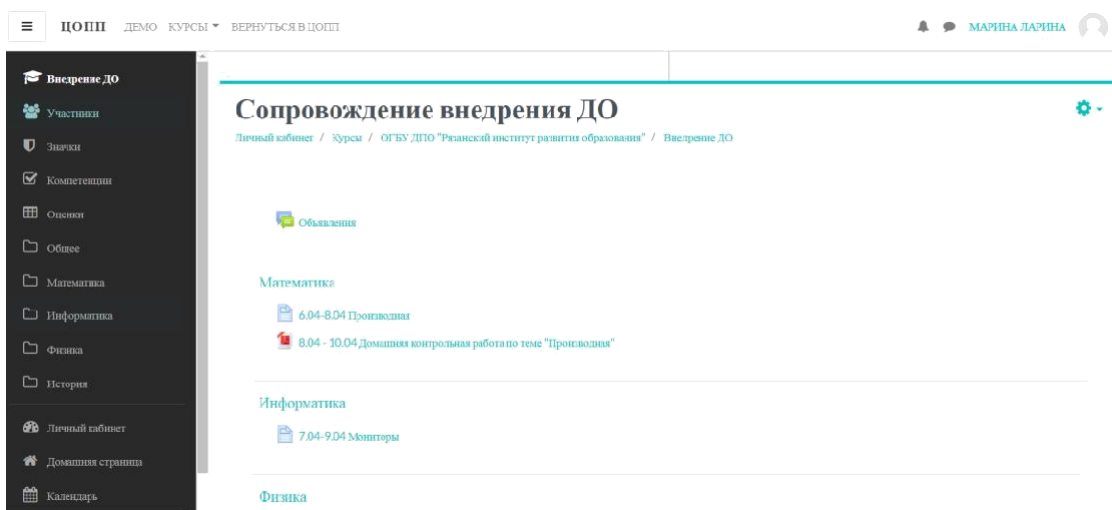 ЦОПП ДЕМО КУРСЫ ВЕРНУТЬСЯ В ЦОПП МАРИНА ЛАРИНА
Внедрение ДО
Участники
Значки
Компетенции
Оценки
Общее
Математика
Информатика
Физика
История
Личный кабинет
Домашняя страница
Календарь
Сопровождение внедрения ДО
Личный кабинет / Курсы / ОГБУ ДПО "Рязанский институт развития образования" / Внедрение ДО
Объявления
Математика
6.04-8.04 Производная
8.04 - 10.04 Домашняя контрольная работа по теме "Производная"
Информатика
7.04-9.04 Мониторы
Физика